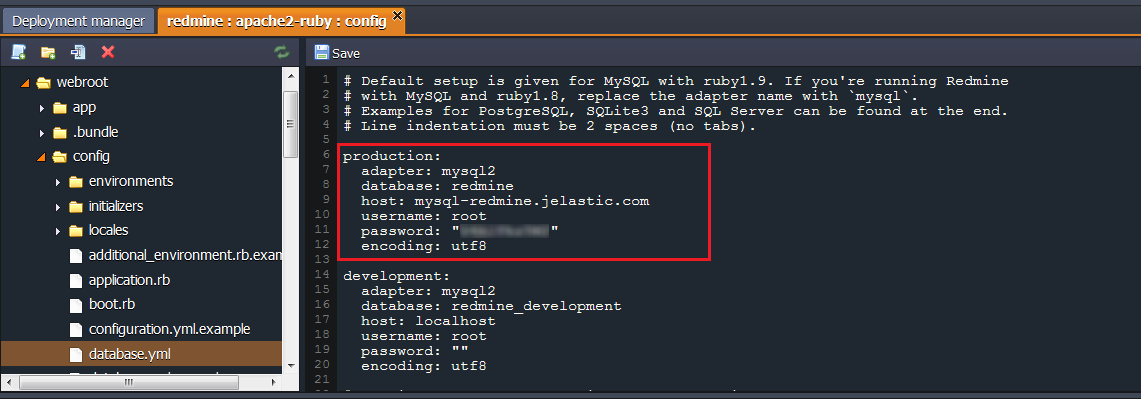 Deployment manager
redmine : apache2-ruby : config
Save
webroot
app
.bundle
config
environments
initializers
locales
additional_environment.rb.exam
application.rb
boot.rb
configuration.yml.example
database.yml
1 # Default setup is given for MySQL with ruby1.9. If you're running Redmine
2 # with MySQL and ruby1.8, replace the adapter name with `mysql`.
3 # Examples for PostgreSQL, SQLite3 and SQL Server can be found at the end.
4 # Line indentation must be 2 spaces (no tabs).
5
6 production:
7 adapter: mysql2
8 database: redmine
9 host: mysql-redmine.jelastic.com
10 username: root
11 password: " "
12 encoding: utf8
13
14 development:
15 adapter: mysql2
16 database: redmine_development
17 host: localhost
18 username: root
19 password: ""
20 encoding: utf8
21